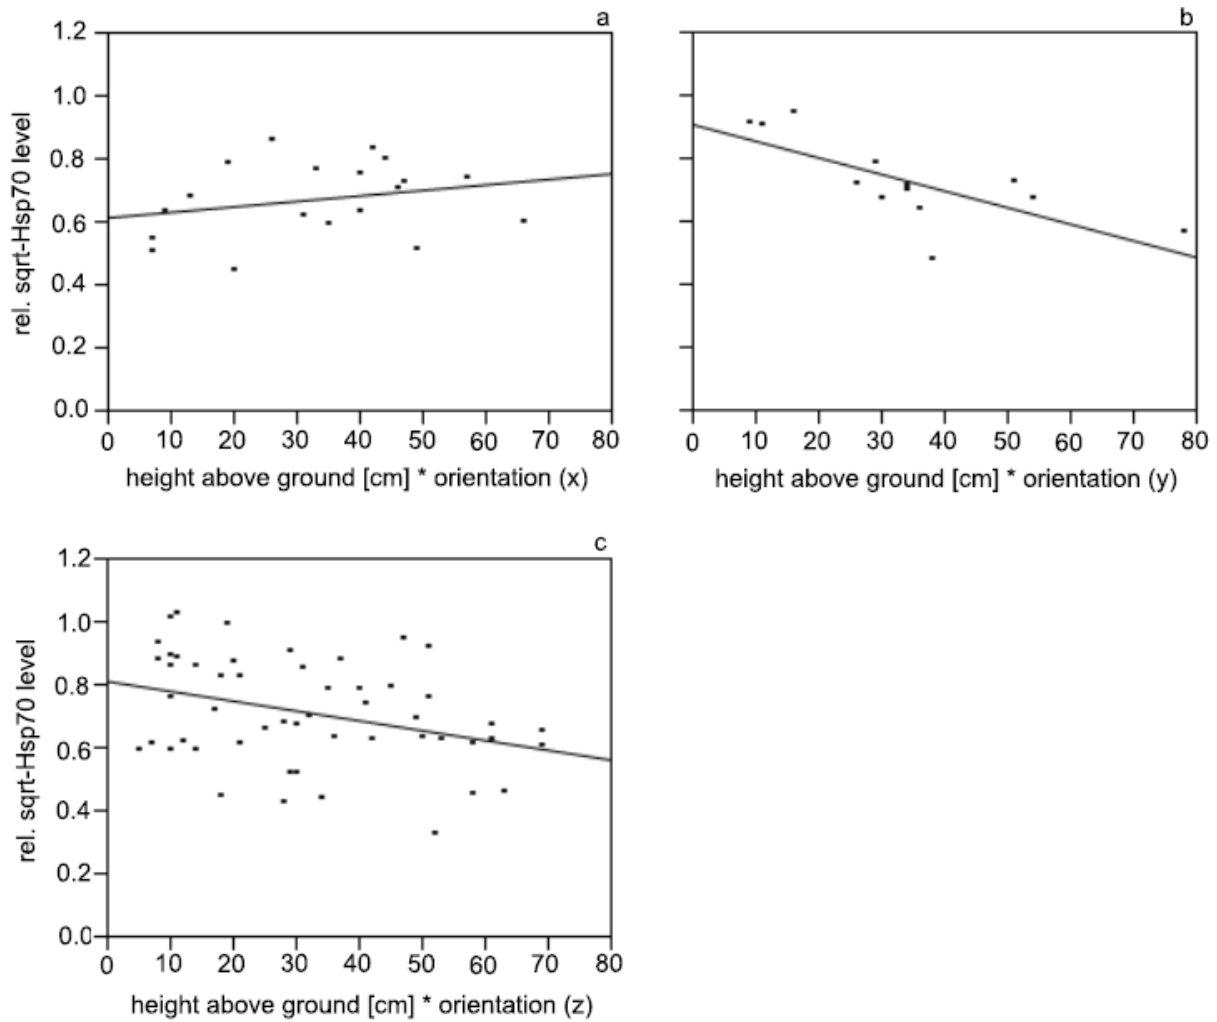 a
1.2
1.0
0.8
0.6
0.4
0.2
0.0
rel. sqrt-Hsp70 level
0 10 20 30 40 50 60 70 80
height above ground [cm] * orientation (x)
b
0 10 20 30 40 50 60 70 80
height above ground [cm] * orientation (y)
c
1.2
1.0
0.8
0.6
0.4
0.2
0.0
rel. sqrt-Hsp70 level
0 10 20 30 40 50 60 70 80
height above ground [cm] * orientation (z)